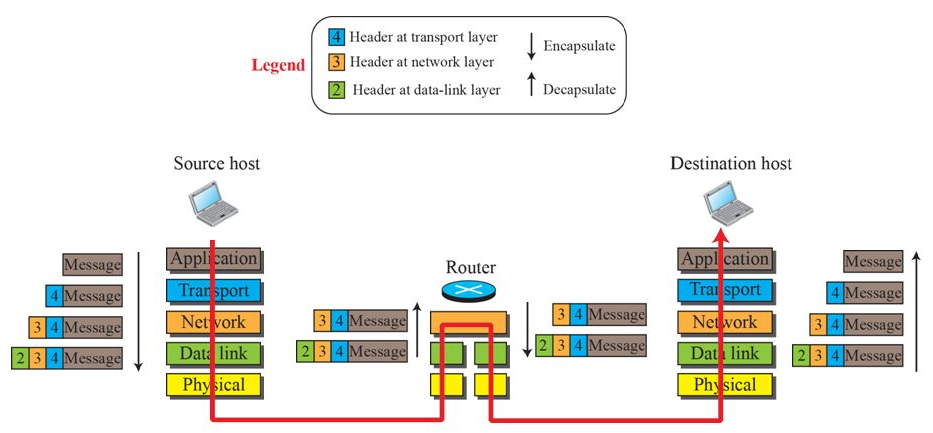 Legend
4 Header at transport layer
3 Header at network layer
2 Header at data-link layer
Encapsulate
Decapsulate
Source host
Message
4 Message
3 4 Message
2 3 4 Message
Application
Transport
Network
Data link
Physical
Router
3 4 Message
2 3 4 Message
3 4 Message
2 3 4 Message
Destination host
Application
Transport
Network
Data link
Physical
Message
4 Message
3 4 Message
2 3 4 Message